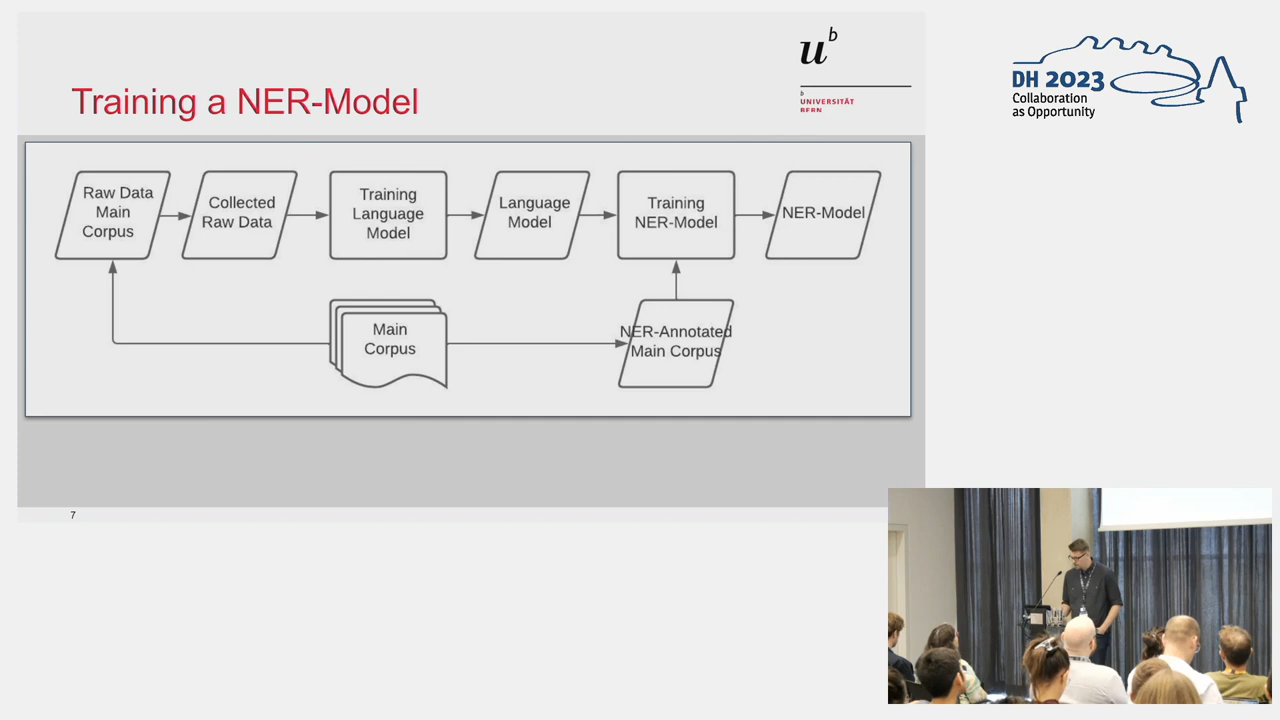 Training a NER-Model
u b
b
UNIVERSITÄT
BERN
DH 2023
Collaboration
as Opportunity
Raw Data
Main
Corpus
Collected
Raw Data
Training
Language
Model
Language
Model
Training
NER-Model
NER-Model
Main
Corpus
NER-Annotated
Main Corpus
7